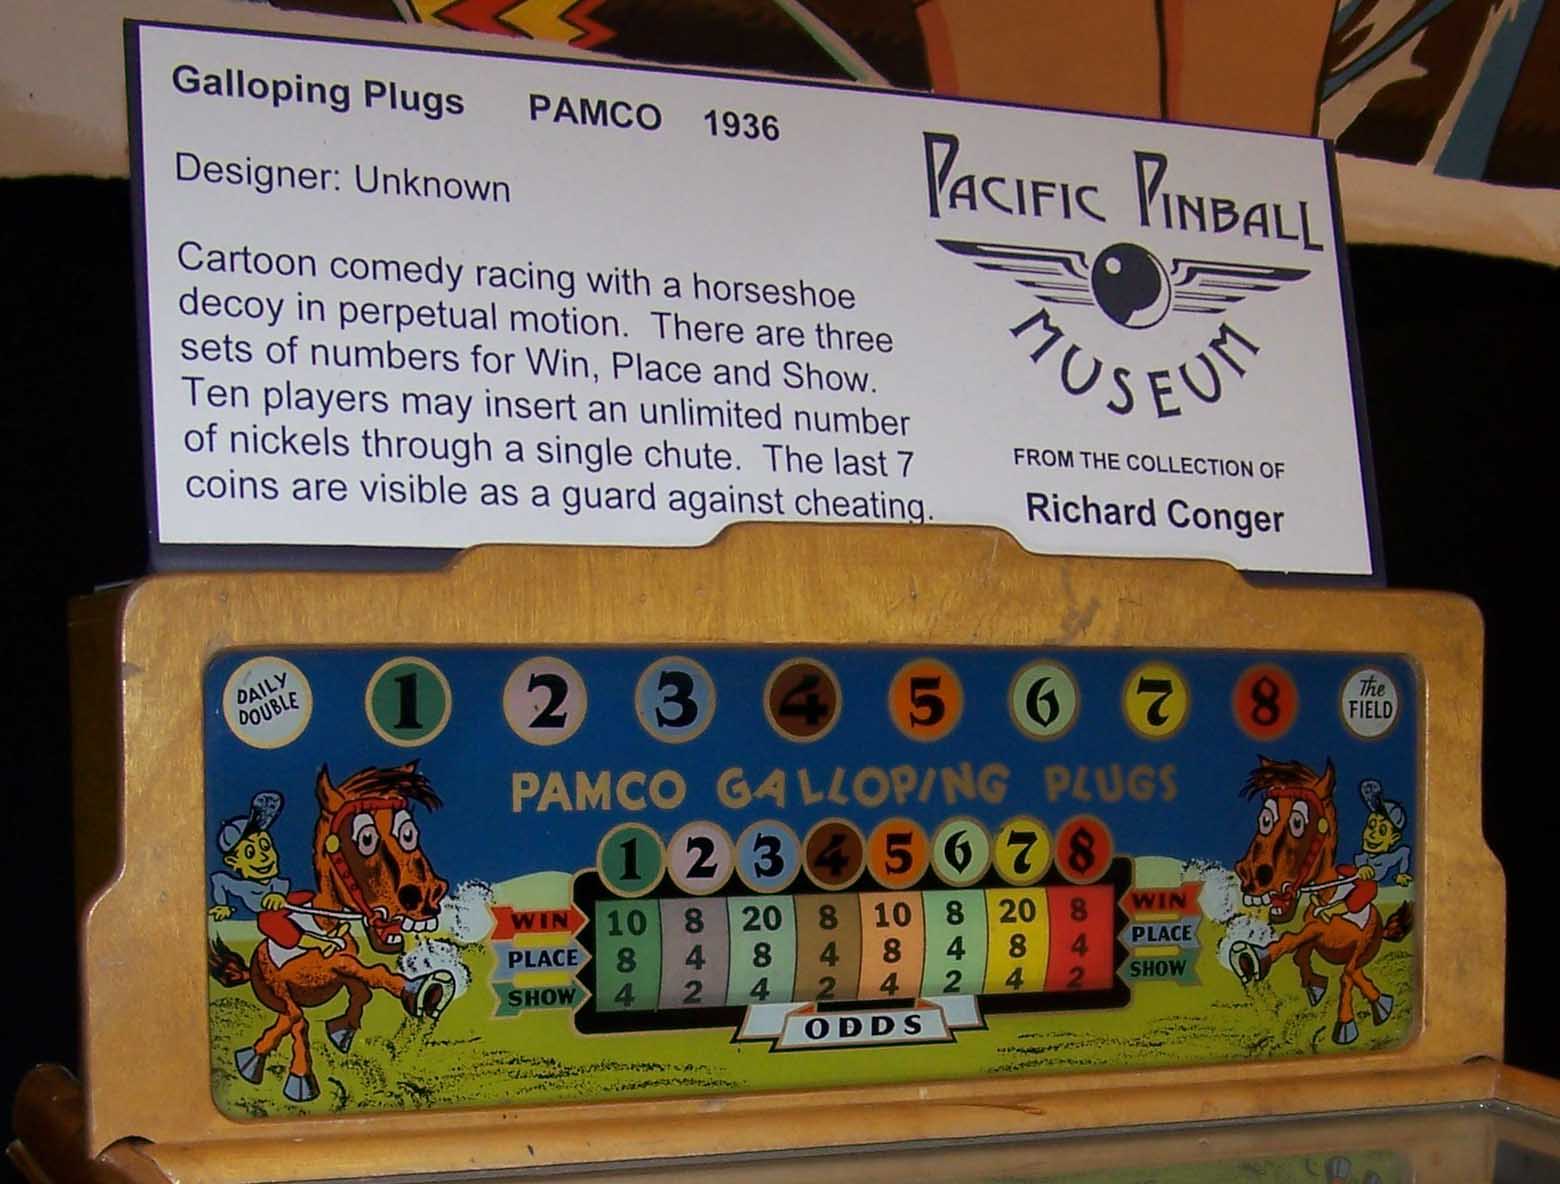 Galloping Plugs PAMCO 1936
Designer: Unknown
Cartoon comedy racing with a horseshoe
decoy in perpetual motion. There are three
sets of numbers for Win, Place and Show.
Ten players may insert an unlimited number
of nickels through a single chute. The last 7
coins are visible as a guard against cheating.
PACIFIC PINBALL
MUSEUM
FROM THE COLLECTION OF
Richard Conger
DAILY
DOUBLE
1 2 3 4 5 6 7 8
The
FIELD
PAMCO GALLOPING PLUGS
1 2 3 4 5 6 7 8
WIN 10 8 20 8 10 8 20 8 WIN
PLACE 8 4 8 4 8 4 8 4 PLACE
SHOW 4 2 4 2 4 2 4 2 SHOW
ODDS